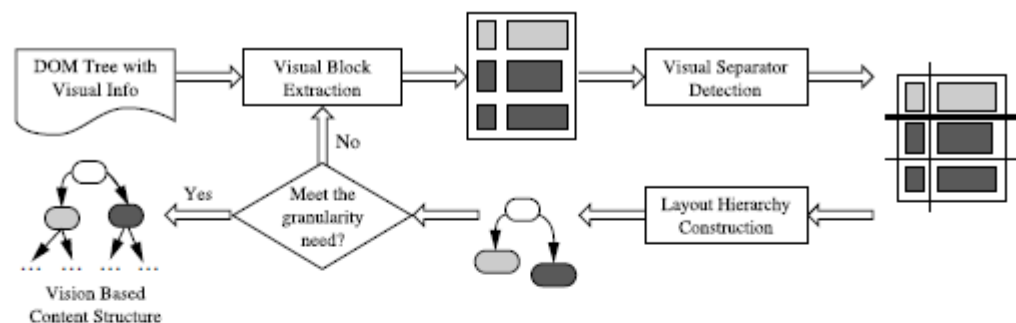 DOM Tree with
Visual Info
Visual Block
Extraction
Visual Separator
Detection
No
Yes
Meet the
granularity
need?
Layout Hierarchy
Construction
... ... ... ...
Vision Based
Content Structure